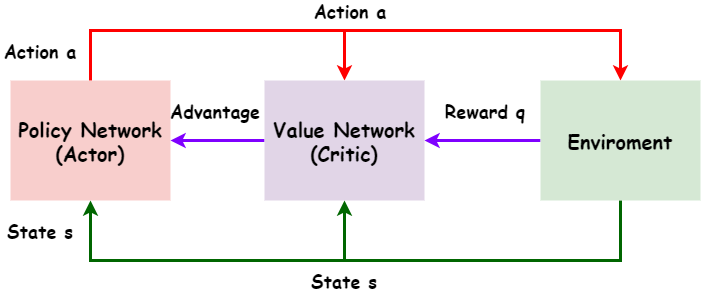 Action a
Action a
Advantage
Reward q
Policy Network
(Actor)
Value Network
(Critic)
Enviroment
State s
State s